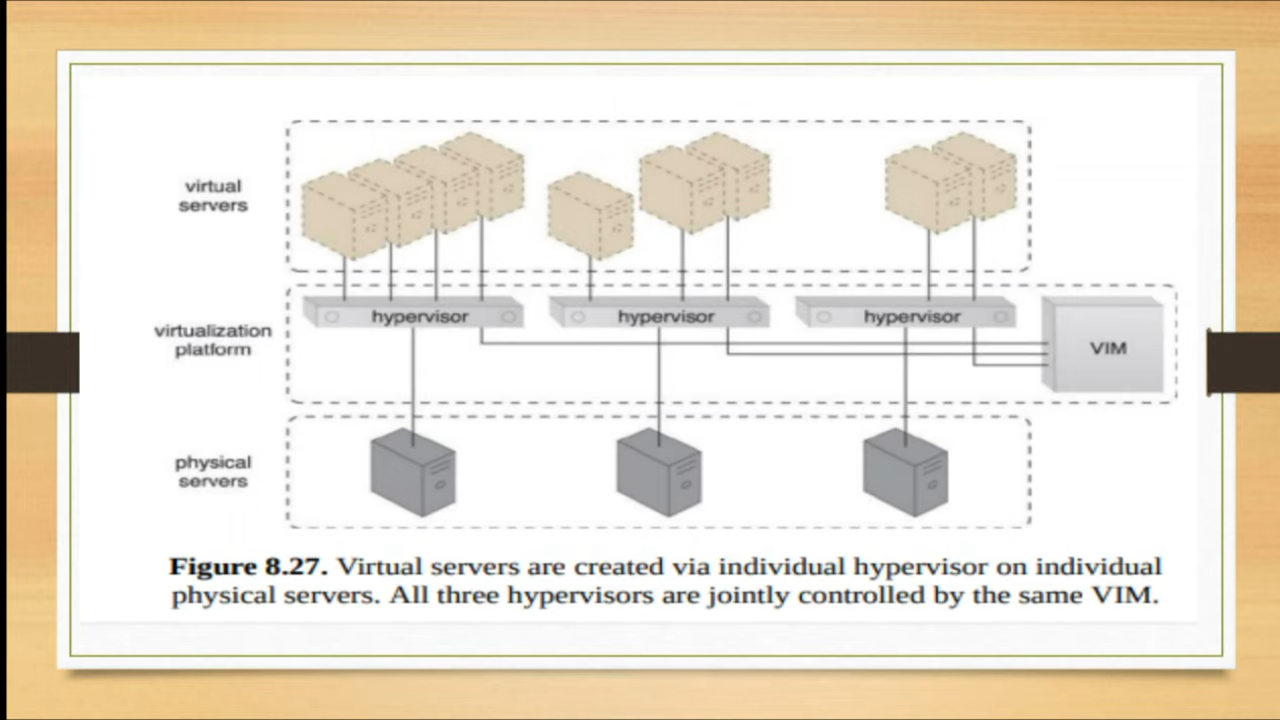 virtual
servers
hypervisor
hypervisor
hypervisor
virtualization
platform
VIM
physical
servers
Figure 8.27. Virtual servers are created via individual hypervisor on individual
physical servers. All three hypervisors are jointly controlled by the same VIM.